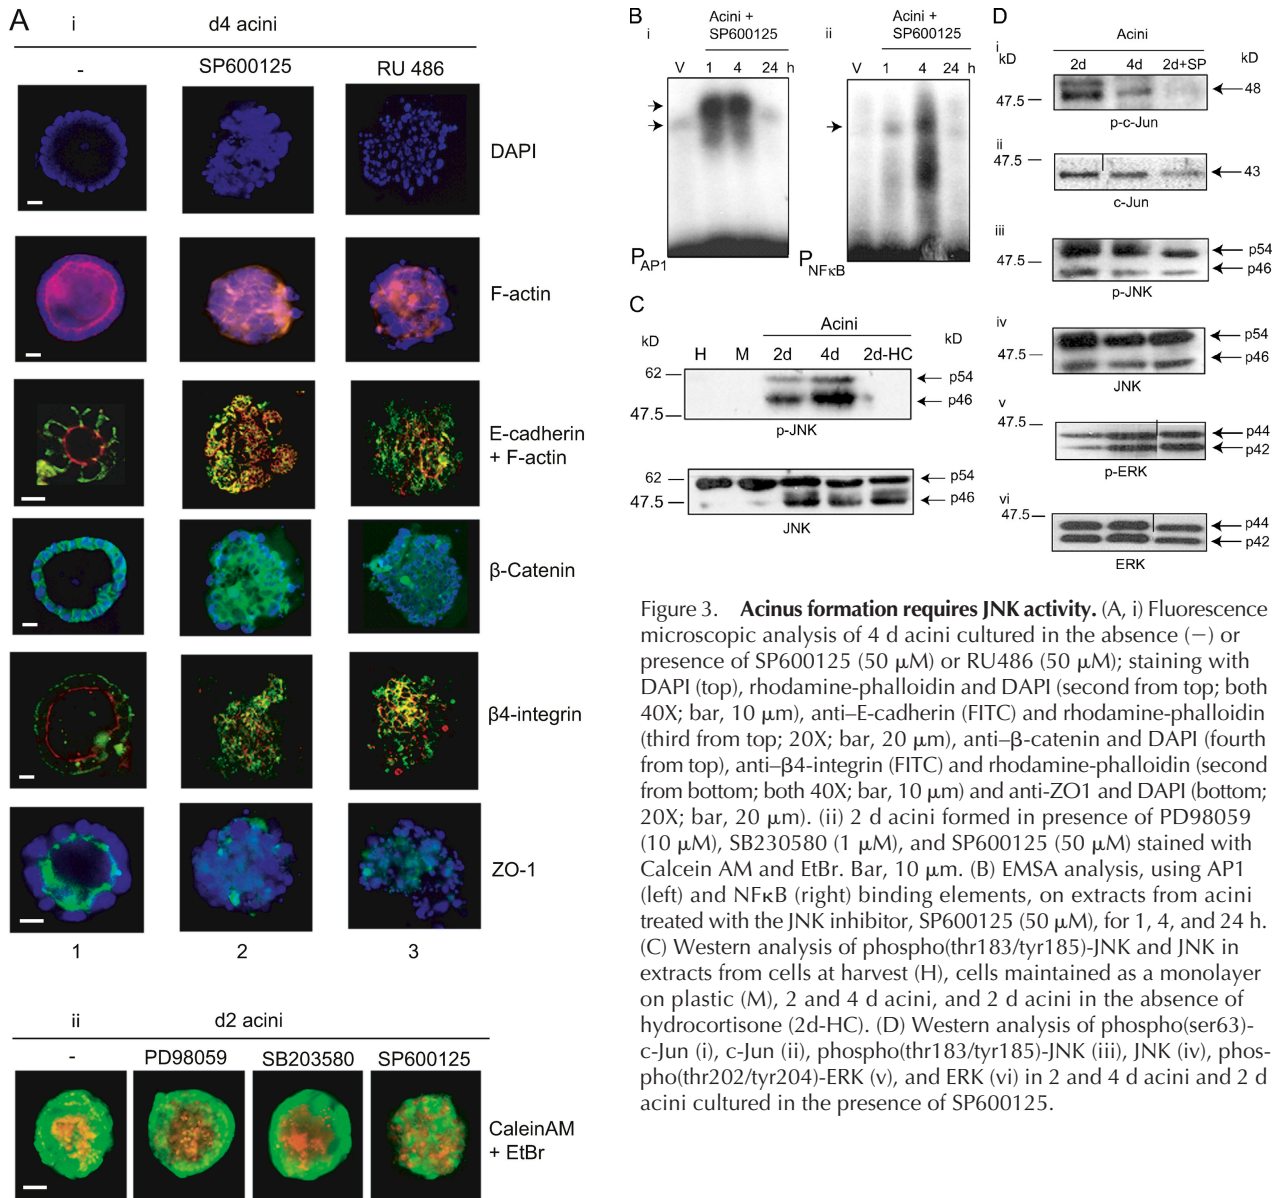 A
i
d4 acini
-
SP600125
RU 486
DAPI
F-actin
E-cadherin
+ F-actin
β-Catenin
β4-integrin
ZO-1
1
2
3
ii
d2 acini
-
PD98059
SB203580
SP600125
CaleinAM
+ EtBr
B
i
Acini +
SP600125
V
1
4
24 h
PAP1
ii
Acini +
SP600125
V
1
4
24 h
PNFκB
C
Acini
kD
H
M
2d
4d
2d-HC
kD
62
47.5
p54
p46
p-JNK
62
47.5
p54
p46
JNK
D
Acini
i
kD
2d
4d
2d+SP
kD
47.5
48
p-c-Jun
ii
47.5
43
c-Jun
iii
47.5
p54
p46
p-JNK
iv
47.5
p54
p46
JNK
v
47.5
p44
p42
p-ERK
vi
47.5
p44
p42
ERK
Figure 3. Acinus formation requires JNK activity. (A, i) Fluorescence
microscopic analysis of 4 d acini cultured in the absence (−) or
presence of SP600125 (50 μM) or RU486 (50 μM); staining with
DAPI (top), rhodamine-phalloidin and DAPI (second from top; both
40X; bar, 10 μm), anti–E-cadherin (FITC) and rhodamine-phalloidin
(third from top; 20X; bar, 20 μm), anti–β-catenin and DAPI (fourth
from top), anti–β4-integrin (FITC) and rhodamine-phalloidin (second
from bottom; both 40X; bar, 10 μm) and anti-ZO1 and DAPI (bottom;
20X; bar, 20 μm). (ii) 2 d acini formed in presence of PD98059
(10 μM), SB230580 (1 μM), and SP600125 (50 μM) stained with
Calcein AM and EtBr. Bar, 10 μm. (B) EMSA analysis, using AP1
(left) and NFκB (right) binding elements, on extracts from acini
treated with the JNK inhibitor, SP600125 (50 μM), for 1, 4, and 24 h.
(C) Western analysis of phospho(thr183/tyr185)-JNK and JNK in
extracts from cells at harvest (H), cells maintained as a monolayer
on plastic (M), 2 and 4 d acini, and 2 d acini in the absence of
hydrocortisone (2d-HC). (D) Western analysis of phospho(ser63)-
c-Jun (i), c-Jun (ii), phospho(thr183/tyr185)-JNK (iii), JNK (iv), phos-
pho(thr202/tyr204)-ERK (v), and ERK (vi) in 2 and 4 d acini and 2 d
acini cultured in the presence of SP600125.